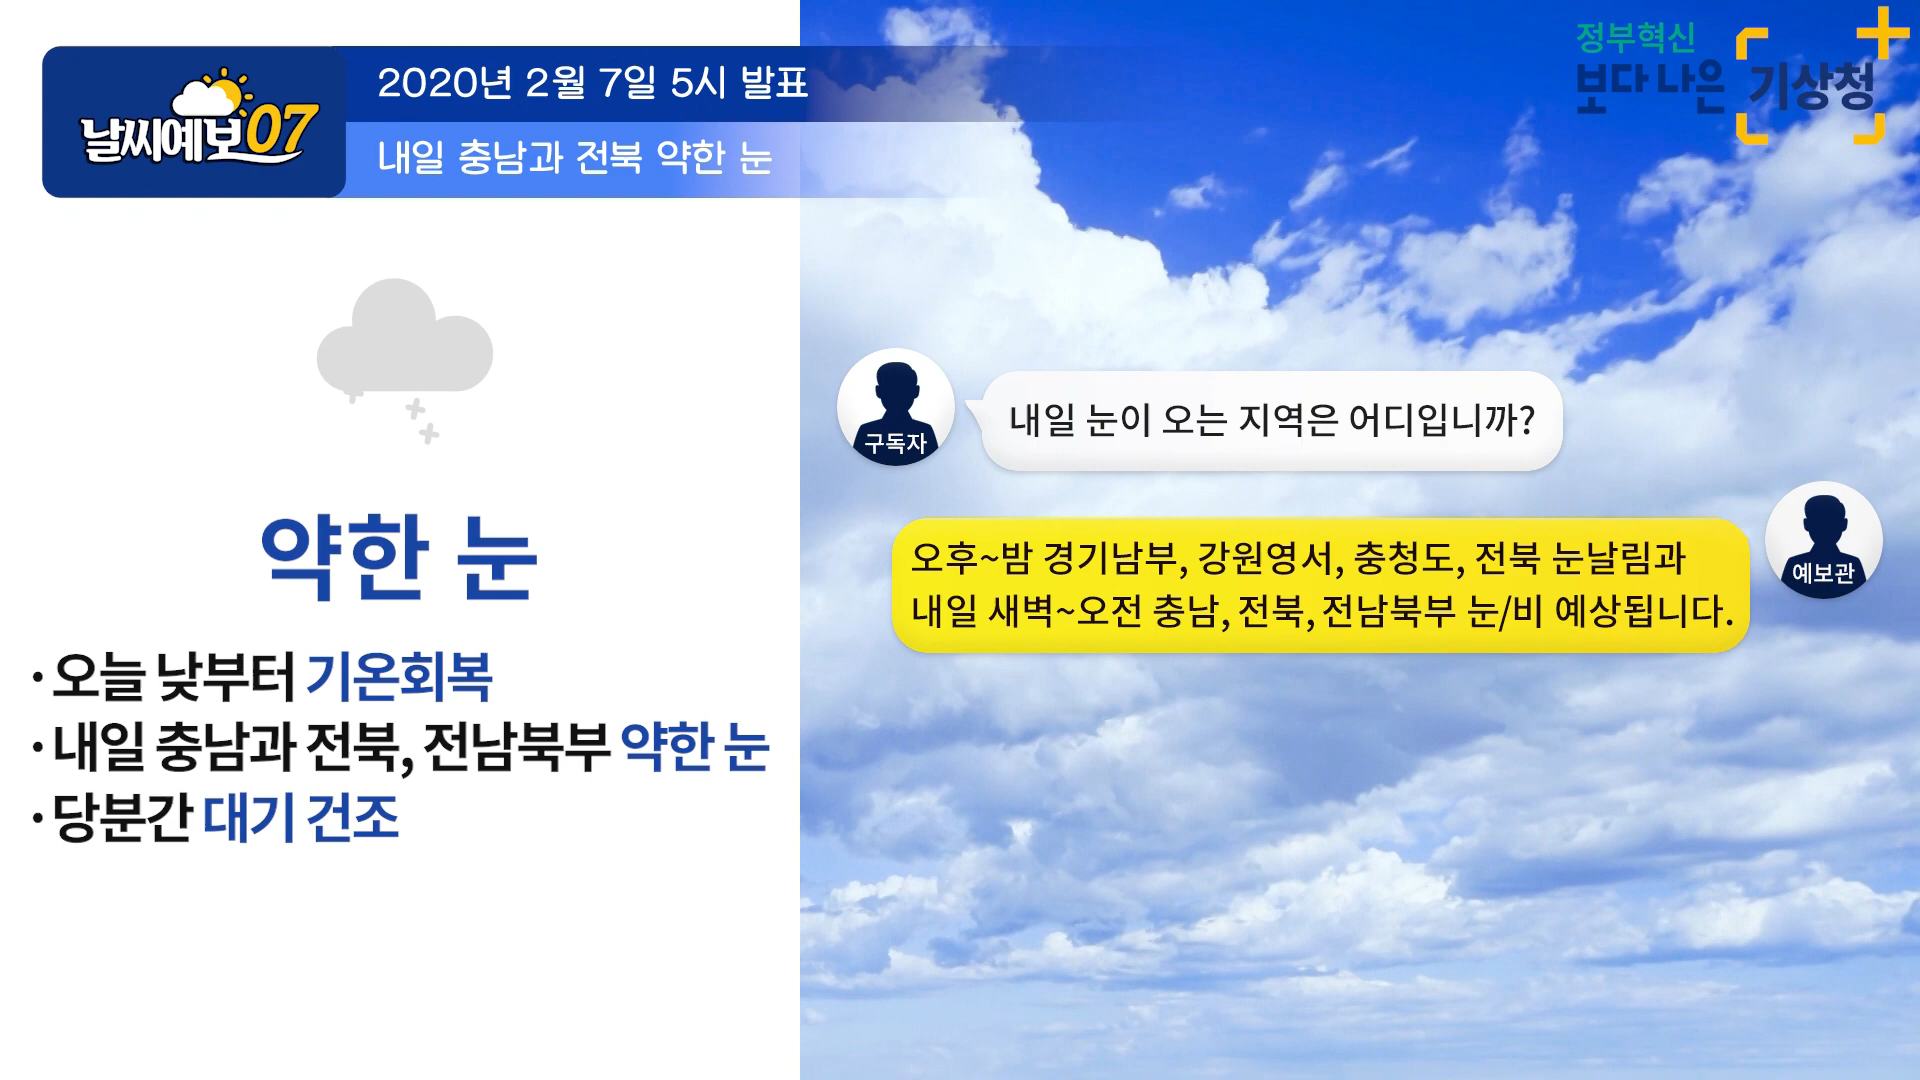 날씨예보07
2020년 2월 7일 5시 발표
내일 충남과 전북 약한 눈
정부혁신
보다 나은 기상청
약한 눈
· 오늘 낮부터 기온회복
· 내일 충남과 전북, 전남북부 약한 눈
· 당분간 대기 건조
구독자
내일 눈이 오는 지역은 어디입니까?
예보관
오후~밤 경기남부, 강원영서, 충청도, 전북 눈날림과
내일 새벽~오전 충남, 전북, 전남북부 눈/비 예상됩니다.